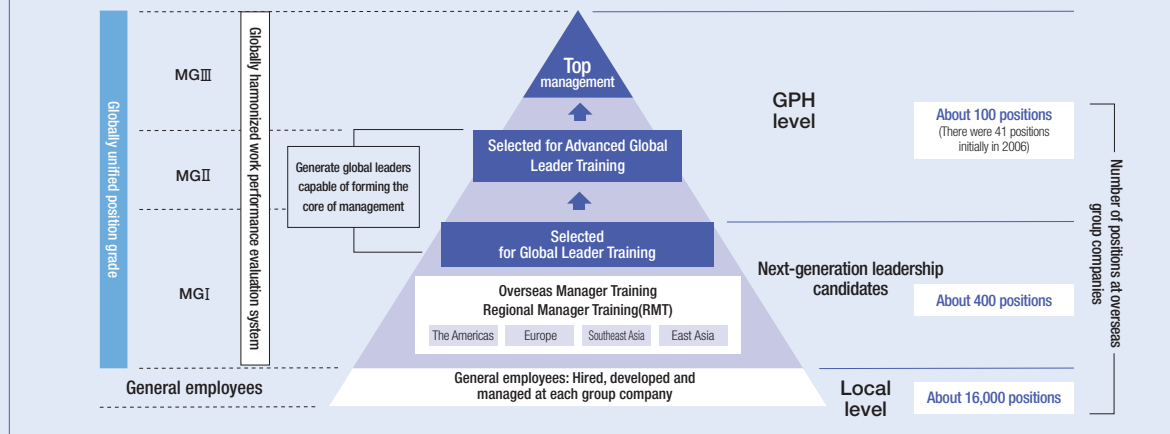 Globally unified position grade
MGⅢ
MGⅡ
MGⅠ
Globally harmonized work performance evaluation system
General employees
Generate global leaders
capable of forming the
core of management
Top
management
Selected for Advanced Global
Leader Training
Selected
for Global Leader Training
Overseas Manager Training
Regional Manager Training(RMT)
The Americas
Europe
Southeast Asia
East Asia
General employees: Hired, developed and
managed at each group company
GPH
level
About 100 positions
(There were 41 positions
initially in 2006)
Next-generation leadership
candidates
About 400 positions
Local
level
About 16,000 positions
Number of positions at overseas
group companies